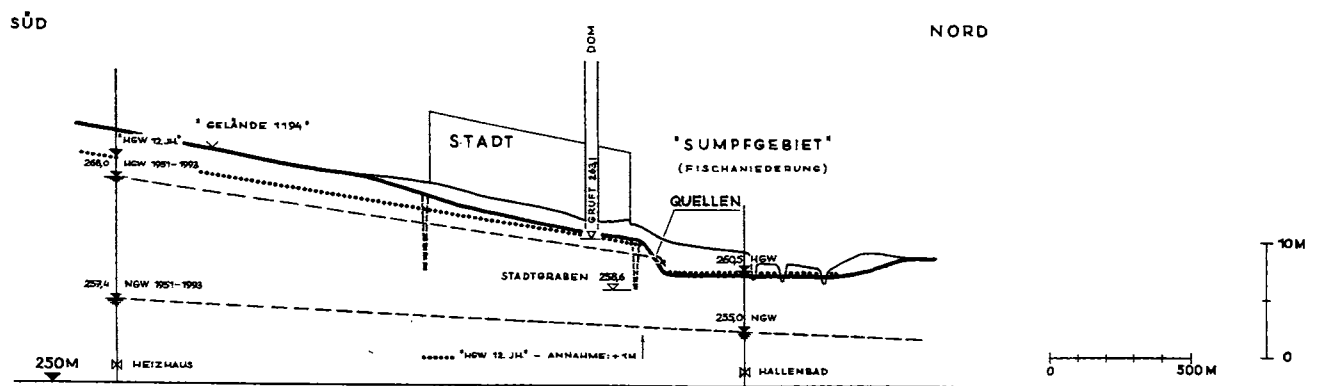 SÜD
NORD
DOM
"GELÄNDE 1194"
"HGW 12. JH."
268,0 HGW 1951-1993
STADT
GRUFT 263,1
"SUMPFGEBIET"
(FISCHANIEDERUNG)
QUELLEN
260,5 HGW
10M
STADTGRABEN 258,6
257,4 NGW 1951-1993
255,0 NGW
"HGW 12. JH." - ANNAHME: +1M
250M
HEIZHAUS
HALLENBAD
0
0
500M